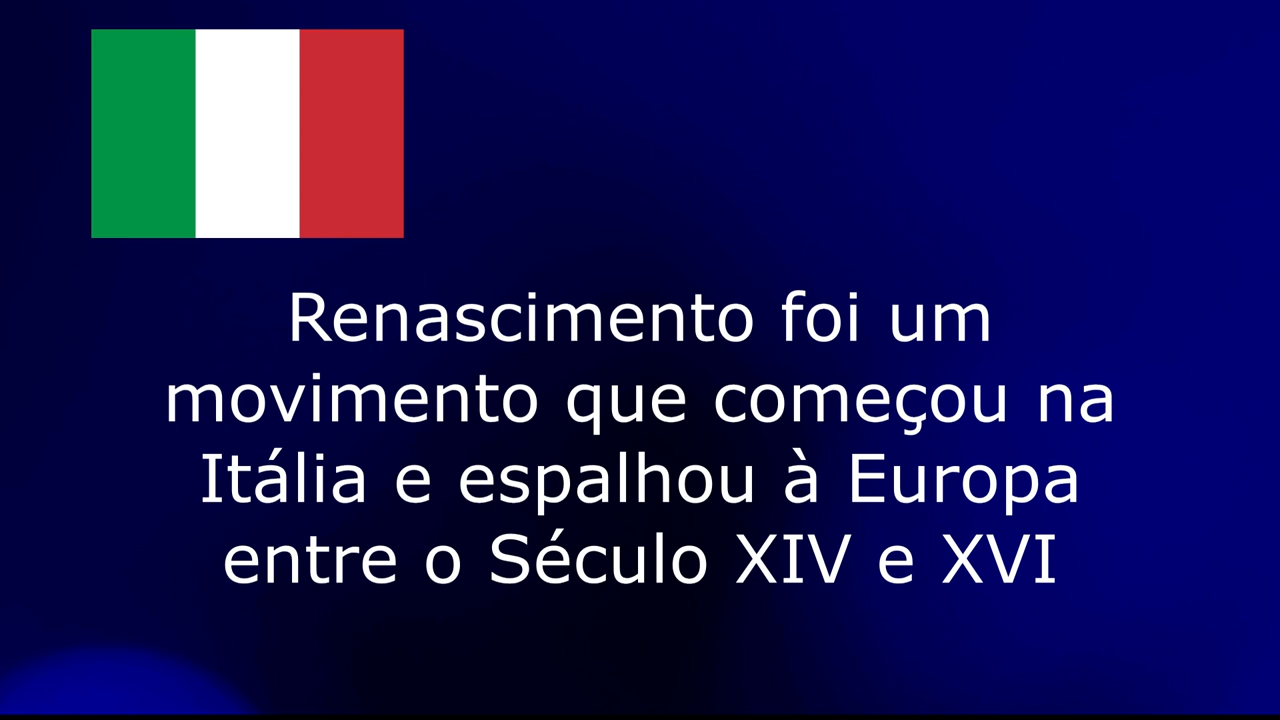 Renascimento foi um
movimento que começou na
Itália e espalhou à Europa
entre o Século XIV e XVI